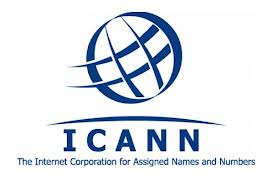 ICANN
The Internet Corporation for Assigned Names and Numbers